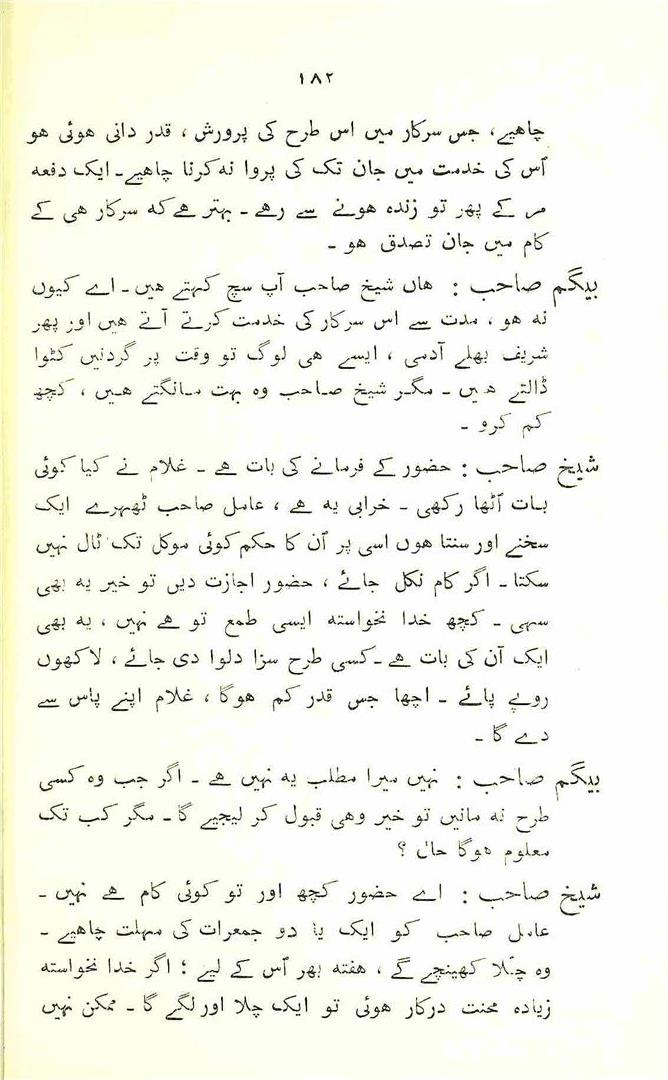 ۱۸۲
چاهیے، جس سرکار میں اس طرح کی پرورش ، قدر دانی هوئی هو
اُس کی خدمت میں جان تک کی پروا نه کرنا چاهیے۔ ایک دفعه
مر کے پھر تو زنده هونے سے رهے ۔ بہتر هے که سرکار هی کے
کام میں جان تصدق هو ۔
بیگم صاحب : هاں شیخ صاحب آپ سچ کہتے هیں ۔ اے کیوں
نه هو ، مدت سے اس سرکار کی خدمت کرتے آتے هیں اور پھر
شریف بھلے آدمی ، ایسے هی لوگ تو وقت پر گردنیں کٹوا
ڈالتے هیں ۔ مگر شیخ صاحب وه بہت مانگتے هیں ، کچھ
کم کرو ۔
شیخ صاحب : حضور کے فرمانے کی بات هے ۔ غلام نے کیا کوئی
بات اُٹھا رکھی ۔ خرابی یه هے ، عامل صاحب ٹھہرے ایک
سخنے اور سنتا هوں اسی پر اُن کا حکم کوئی موکل تک ٹال نہیں
سکتا ۔ اگر کام نکل جائے ، حضور اجازت دیں تو خیر یه بھی
سہی ۔ کچھ خدا نخواسته ایسی طمع تو هے نہیں ، یه بھی
ایک اُن کی بات هے ۔ کسی طرح سزا دلوا دی جائے ، لاکھوں
روپے پائے ۔ اچھا جس قدر کم هوگا ، غلام اپنے پاس سے
دے گا ۔
بیگم صاحب : نہیں میرا مطلب یه نہیں هے ۔ اگر جب وه کسی
طرح نه مانیں تو خیر وهی قبول کر لیجیے گا ۔ مگر کب تک
معلوم هوگا حال ؟
شیخ صاحب : اے حضور کچھ اور تو کوئی کام هے نہیں ۔
عامل صاحب کو ایک یا دو جمعرات کی مہلت چاهیے ۔
وه چلّا کھینچے گے ، هفته بھر اُس کے لیے ؛ اگر خدا نخواسته
زیاده محنت درکار هوئی تو ایک چلا اور لگے گا ۔ ممکن نہیں